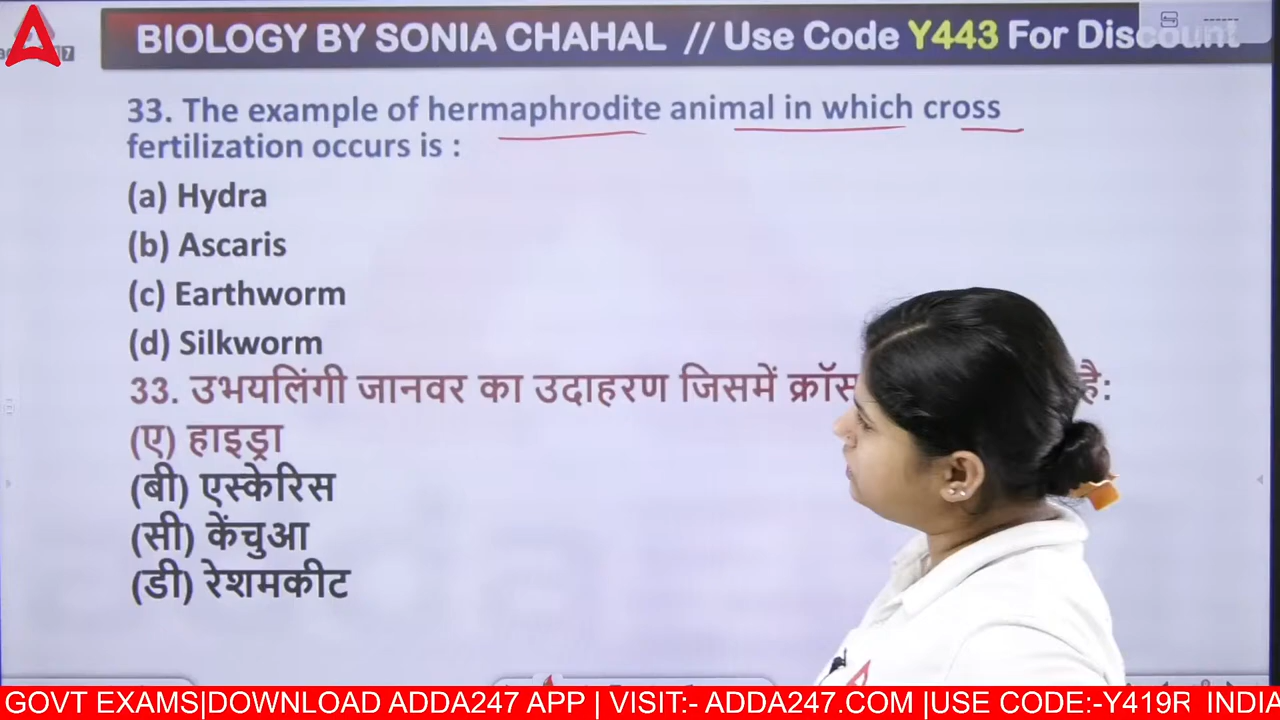 BIOLOGY BY SONIA CHAHAL // Use Code Y443 For Discount
33. The example of hermaphrodite animal in which cross
fertilization occurs is :
(a) Hydra
(b) Ascaris
(c) Earthworm
(d) Silkworm
33. उभयलिंगी जानवर का उदाहरण जिसमें है:
(ए) हाइड्रा
(बी) एस्केरिस
(सी) केंचुआ
(डी) रेशमकीट
GOVT EXAMS|DOWNLOAD ADDA247 APP | VISIT:- ADDA247.COM |USE CODE:-Y419R INDIA